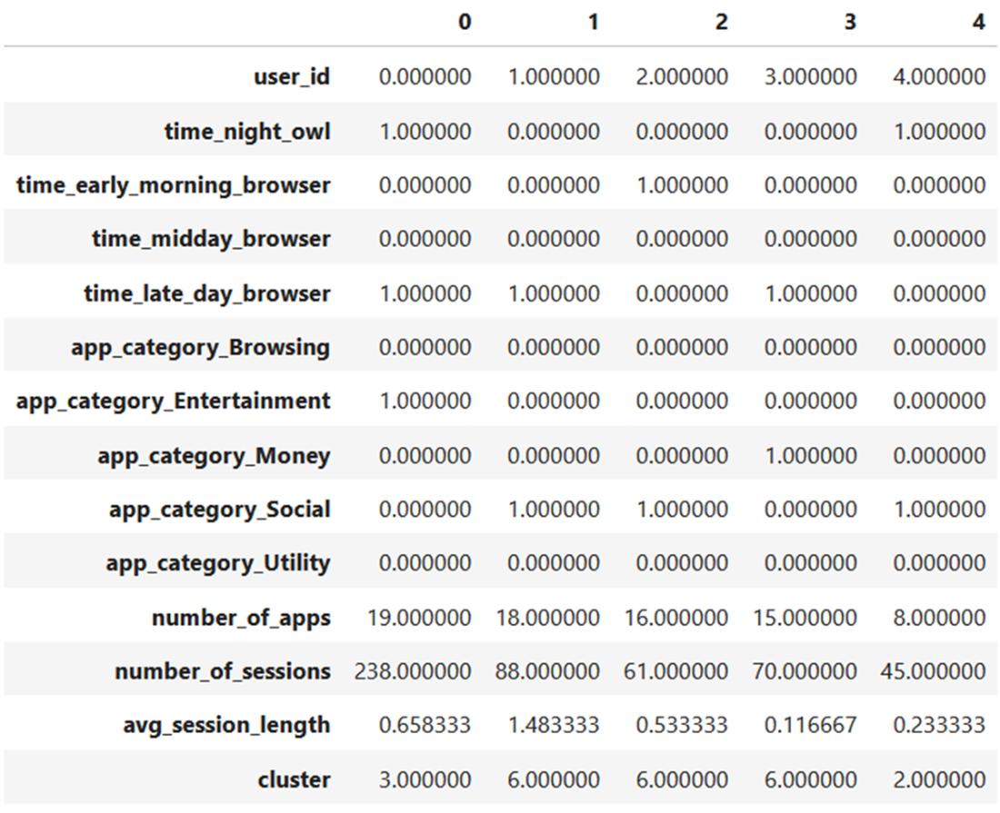 0 1 2 3 4
user_id 0.000000 1.000000 2.000000 3.000000 4.000000
time_night_owl 1.000000 0.000000 0.000000 0.000000 1.000000
time_early_morning_browser 0.000000 0.000000 1.000000 0.000000 0.000000
time_midday_browser 0.000000 0.000000 0.000000 0.000000 0.000000
time_late_day_browser 1.000000 1.000000 0.000000 1.000000 0.000000
app_category_Browsing 0.000000 0.000000 0.000000 0.000000 0.000000
app_category_Entertainment 1.000000 0.000000 0.000000 0.000000 0.000000
app_category_Money 0.000000 0.000000 0.000000 1.000000 0.000000
app_category_Social 0.000000 1.000000 1.000000 0.000000 1.000000
app_category_Utility 0.000000 0.000000 0.000000 0.000000 0.000000
number_of_apps 19.000000 18.000000 16.000000 15.000000 8.000000
number_of_sessions 238.000000 88.000000 61.000000 70.000000 45.000000
avg_session_length 0.658333 1.483333 0.533333 0.116667 0.233333
cluster 3.000000 6.000000 6.000000 6.000000 2.000000